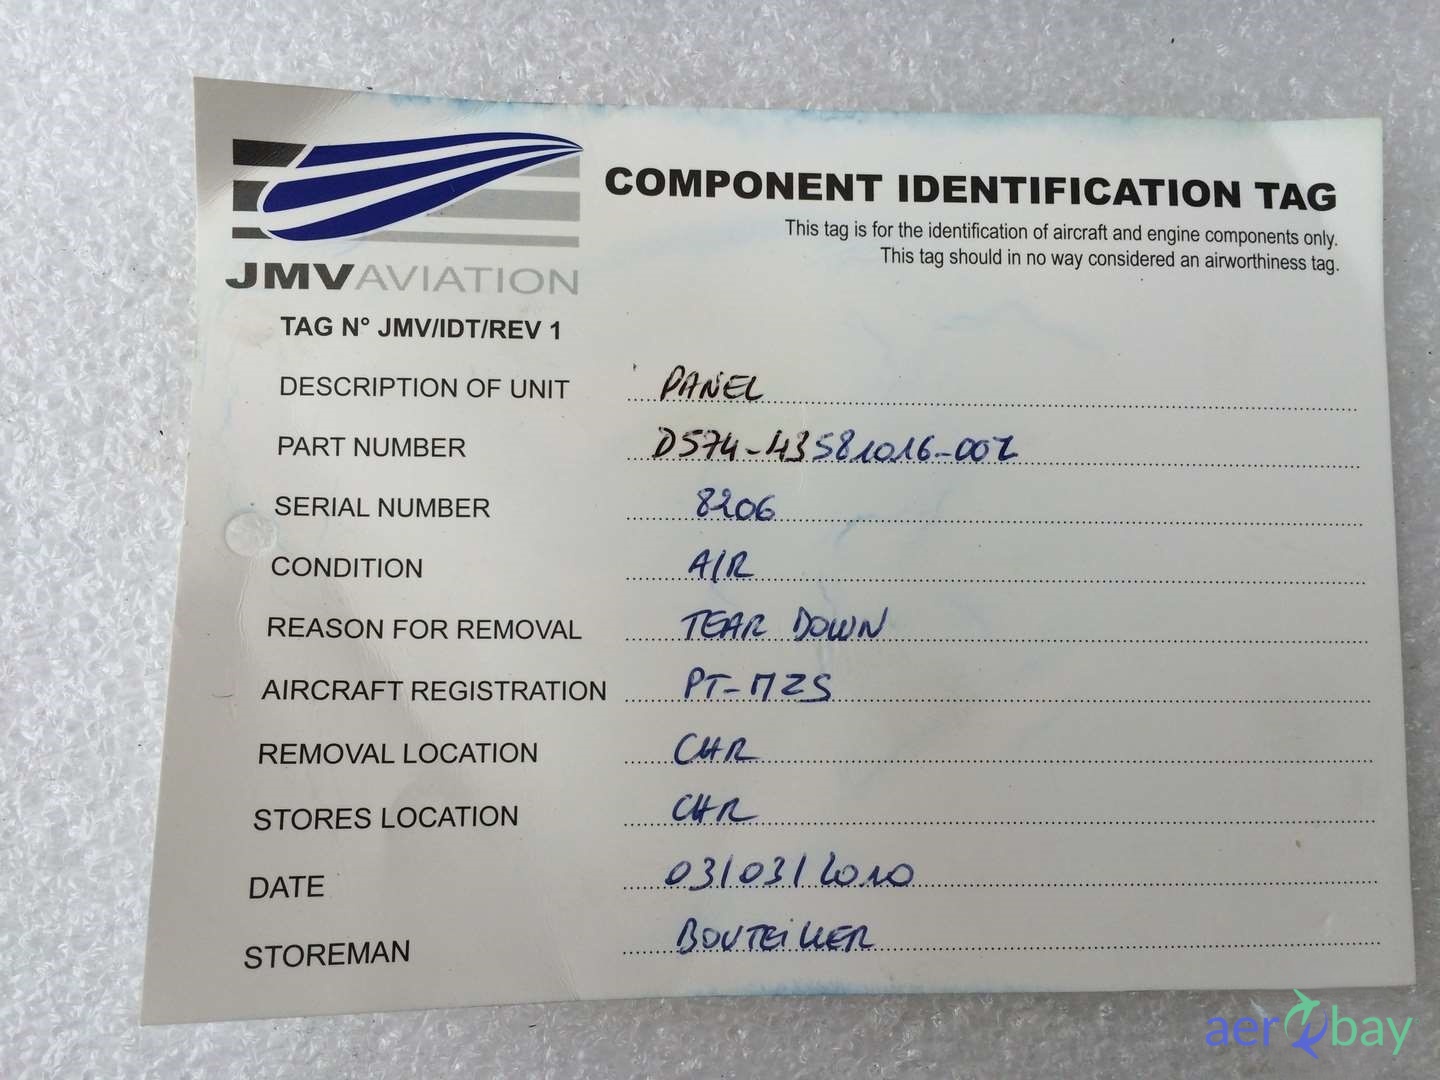 COMPONENT IDENTIFICATION TAG
This tag is for the identification of aircraft and engine components only.
This tag should in no way considered an airworthiness tag.
JMVAVIATION
TAG N° JMV/IDT/REV 1
DESCRIPTION OF UNIT PANEL
PART NUMBER D574-43581016-00Z
SERIAL NUMBER 8206
CONDITION A/R
REASON FOR REMOVAL TEAR DOWN
AIRCRAFT REGISTRATION PT-MZS
REMOVAL LOCATION CHR
STORES LOCATION CHR
DATE 03/03/2010
STOREMAN BOUTEILLER
aerobay